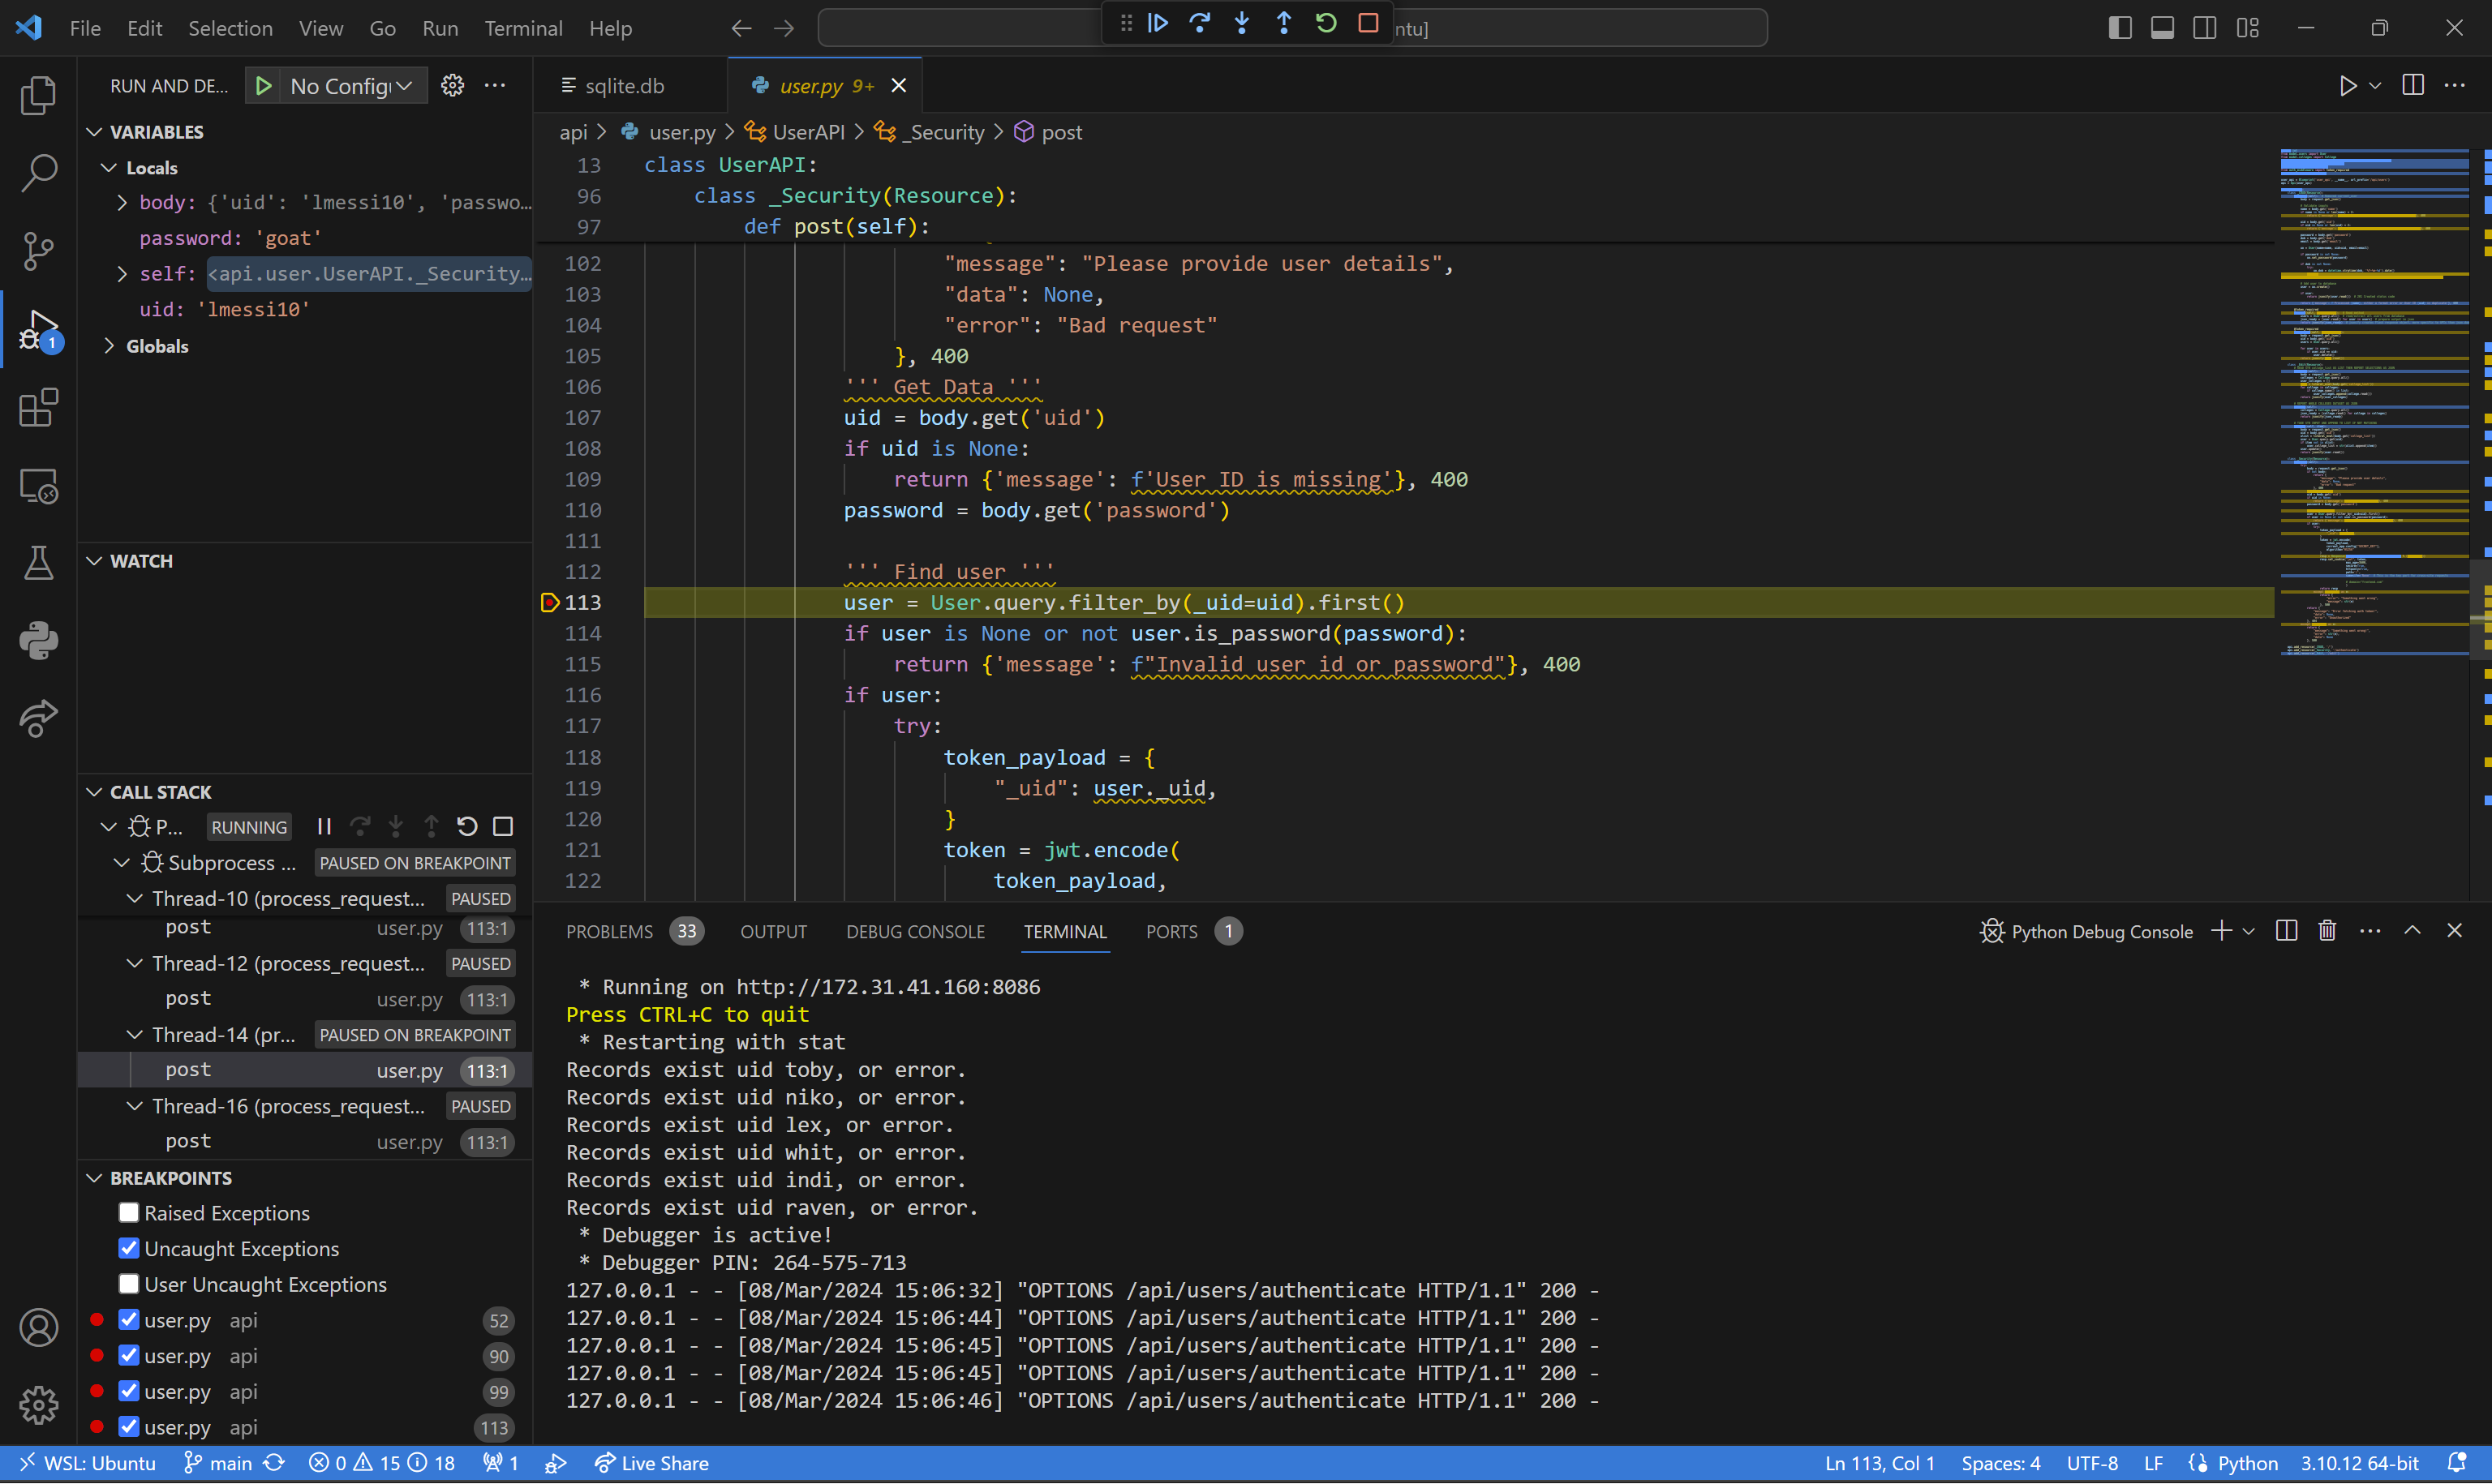 File Edit Selection View Go Run Terminal Help
ntu]
RUN AND DE... No Config
sqlite.db
user.py 9+
api > user.py > UserAPI > _Security > post
VARIABLES
Locals
body: {'uid': 'lmessi10', 'passwo...
password: 'goat'
self: <api.user.UserAPI._Security...
uid: 'lmessi10'
Globals
WATCH
CALL STACK
P... RUNNING
Subprocess ... PAUSED ON BREAKPOINT
Thread-10 (process_request... PAUSED
post user.py 113:1
Thread-12 (process_request... PAUSED
post user.py 113:1
Thread-14 (pr... PAUSED ON BREAKPOINT
post user.py 113:1
Thread-16 (process_request... PAUSED
post user.py 113:1
BREAKPOINTS
Raised Exceptions
Uncaught Exceptions
User Uncaught Exceptions
user.py api 52
user.py api 90
user.py api 99
user.py api 113
1
13 class UserAPI:
96 class _Security(Resource):
97 def post(self):
102 "message": "Please provide user details",
103 "data": None,
104 "error": "Bad request"
105 }, 400
106 ''' Get Data '''
107 uid = body.get('uid')
108 if uid is None:
109 return {'message': f'User ID is missing'}, 400
110 password = body.get('password')
111
112 ''' Find user '''
113 user = User.query.filter_by(_uid=uid).first()
114 if user is None or not user.is_password(password):
115 return {'message': f"Invalid user id or password"}, 400
116 if user:
117 try:
118 token_payload = {
119 "_uid": user._uid,
120 }
121 token = jwt.encode(
122 token_payload,
PROBLEMS 33 OUTPUT DEBUG CONSOLE TERMINAL PORTS 1
Python Debug Console
* Running on http://172.31.41.160:8086
Press CTRL+C to quit
* Restarting with stat
Records exist uid toby, or error.
Records exist uid niko, or error.
Records exist uid lex, or error.
Records exist uid whit, or error.
Records exist uid indi, or error.
Records exist uid raven, or error.
* Debugger is active!
* Debugger PIN: 264-575-713
127.0.0.1 - - [08/Mar/2024 15:06:32] "OPTIONS /api/users/authenticate HTTP/1.1" 200 -
127.0.0.1 - - [08/Mar/2024 15:06:44] "OPTIONS /api/users/authenticate HTTP/1.1" 200 -
127.0.0.1 - - [08/Mar/2024 15:06:45] "OPTIONS /api/users/authenticate HTTP/1.1" 200 -
127.0.0.1 - - [08/Mar/2024 15:06:45] "OPTIONS /api/users/authenticate HTTP/1.1" 200 -
127.0.0.1 - - [08/Mar/2024 15:06:46] "OPTIONS /api/users/authenticate HTTP/1.1" 200 -
WSL: Ubuntu main 0 15 18 1 Live Share
Ln 113, Col 1 Spaces: 4 UTF-8 LF Python 3.10.12 64-bit